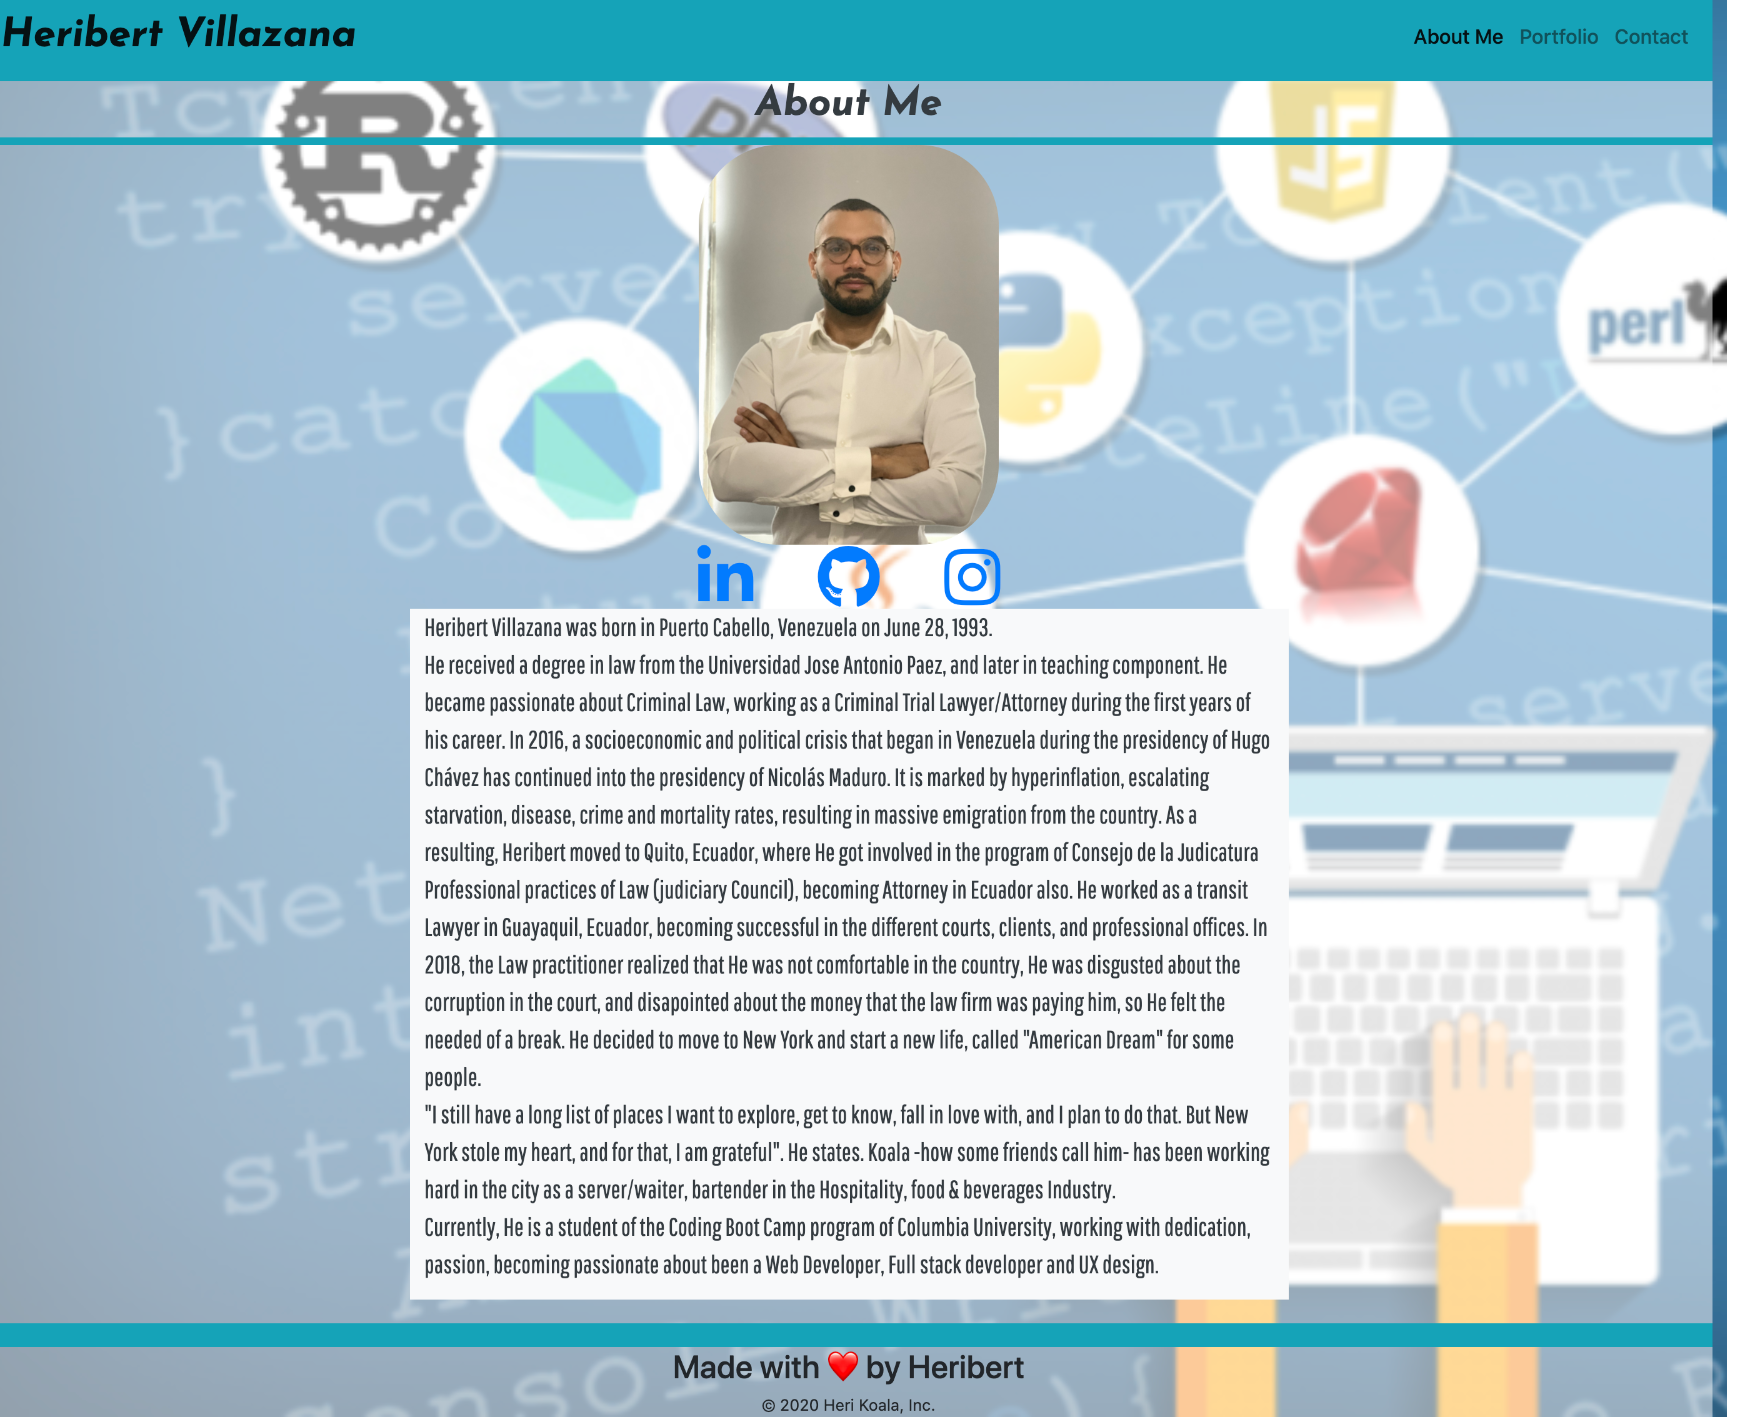 Heribert Villazana
About Me Portfolio Contact
About Me
Heribert Villazana was born in Puerto Cabello, Venezuela on June 28, 1993.
He received a degree in law from the Universidad Jose Antonio Paez, and later in teaching component. He
became passionate about Criminal Law, working as a Criminal Trial Lawyer/Attorney during the first years of
his career. In 2016, a socioeconomic and political crisis that began in Venezuela during the presidency of Hugo
Chávez has continued into the presidency of Nicolás Maduro. It is marked by hyperinflation, escalating
starvation, disease, crime and mortality rates, resulting in massive emigration from the country. As a
resulting, Heribert moved to Quito, Ecuador, where He got involved in the program of Consejo de la Judicatura
Professional practices of Law (judiciary Council), becoming Attorney in Ecuador also. He worked as a transit
Lawyer in Guayaquil, Ecuador, becoming successful in the different courts, clients, and professional offices. In
2018, the Law practitioner realized that He was not comfortable in the country, He was disgusted about the
corruption in the court, and disapointed about the money that the law firm was paying him, so He felt the
needed of a break. He decided to move to New York and start a new life, called "American Dream" for some
people.
"I still have a long list of places I want to explore, get to know, fall in love with, and I plan to do that. But New
York stole my heart, and for that, I am grateful". He states. Koala -how some friends call him- has been working
hard in the city as a server/waiter, bartender in the Hospitality, food & beverages Industry.
Currently, He is a student of the Coding Boot Camp program of Columbia University, working with dedication,
passion, becoming passionate about been a Web Developer, Full stack developer and UX design.
Made with ❤️ by Heribert
© 2020 Heri Koala, Inc.
R
JS
perl
in
}catc
}
Net
int
str